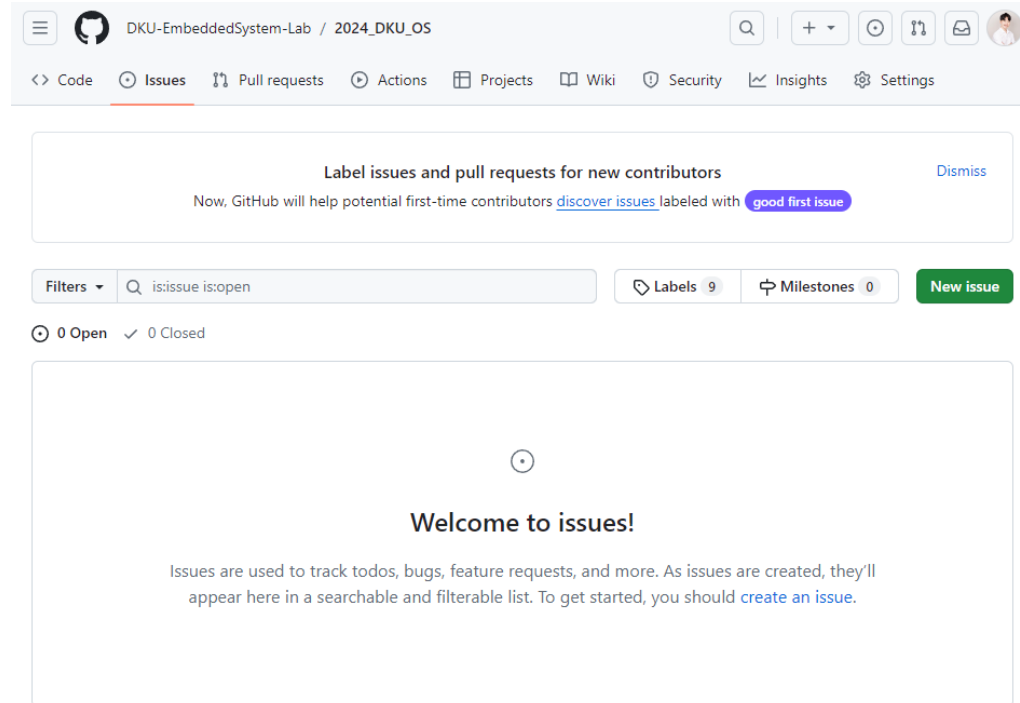 DKU-EmbeddedSystem-Lab / 2024_DKU_OS
Code Issues Pull requests Actions Projects Wiki Security Insights Settings
Label issues and pull requests for new contributors
Dismiss
Now, GitHub will help potential first-time contributors discover issues labeled with good first issue
Filters is:issue is:open Labels 9 Milestones 0 New issue
0 Open 0 Closed
Welcome to issues!
Issues are used to track todos, bugs, feature requests, and more. As issues are created, they'll
appear here in a searchable and filterable list. To get started, you should create an issue.